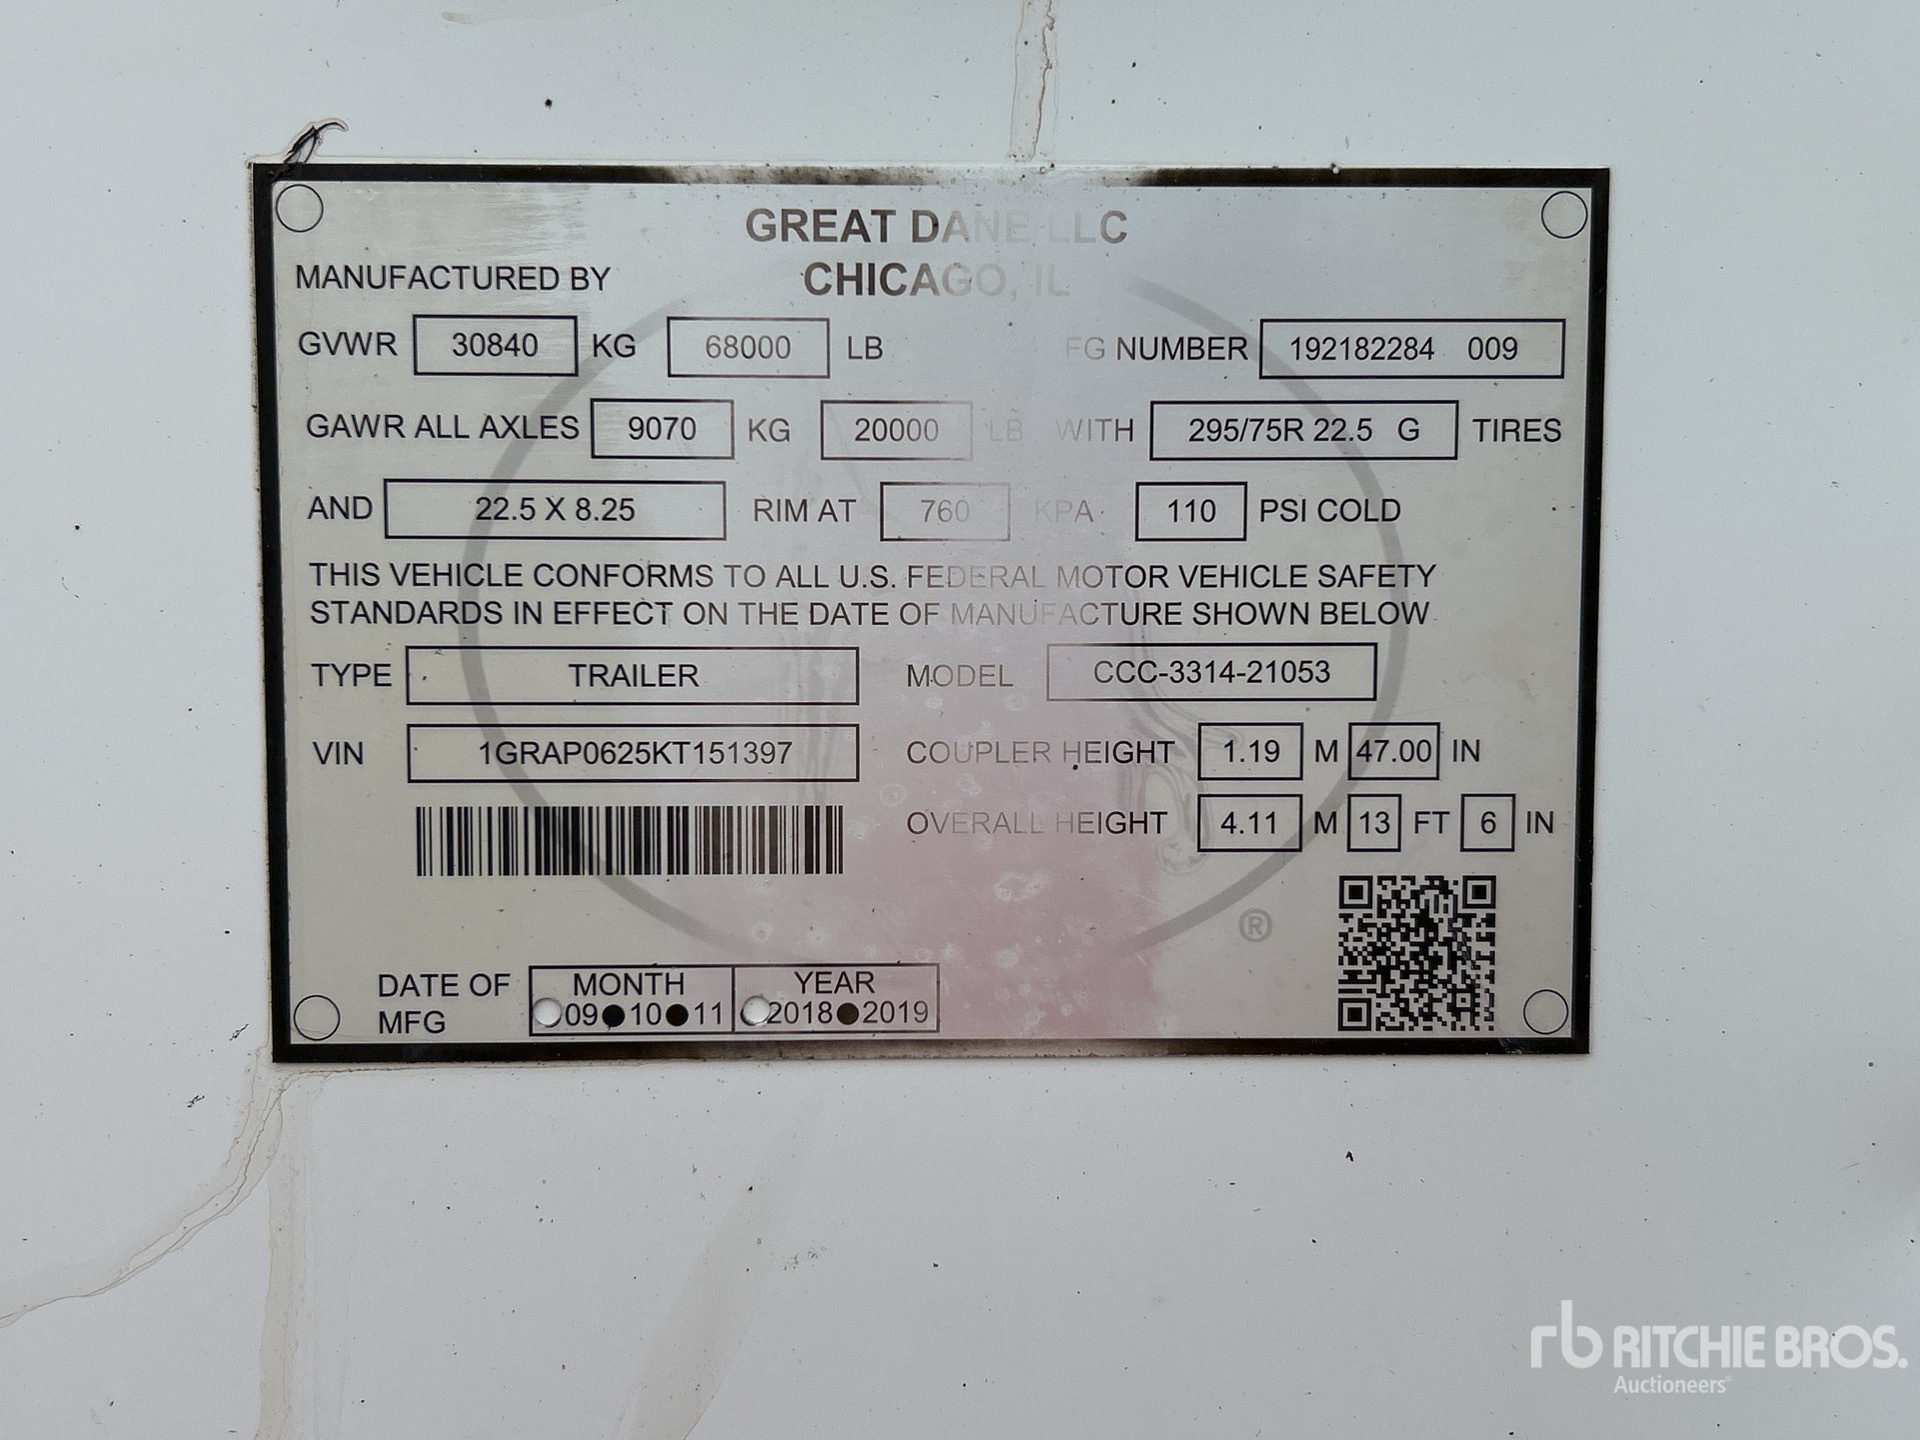 GREAT DANE LLC
MANUFACTURED BY CHICAGO, IL
GVWR 30840 KG 68000 LB FG NUMBER 192182284 009
GAWR ALL AXLES 9070 KG 20000 LB WITH 295/75R 22.5 G TIRES
AND 22.5 X 8.25 RIM AT 760 KPA 110 PSI COLD
THIS VEHICLE CONFORMS TO ALL U.S. FEDERAL MOTOR VEHICLE SAFETY
STANDARDS IN EFFECT ON THE DATE OF MANUFACTURE SHOWN BELOW
TYPE TRAILER MODEL CCC-3314-21053
VIN 1GRAP0625KT151397 COUPLER HEIGHT 1.19 M 47.00 IN
OVERALL HEIGHT 4.11 M 13 FT 6 IN
®
DATE OF MFG MONTH YEAR
09 10 11 2018 2019
rb RITCHIE BROS.
Auctioneers